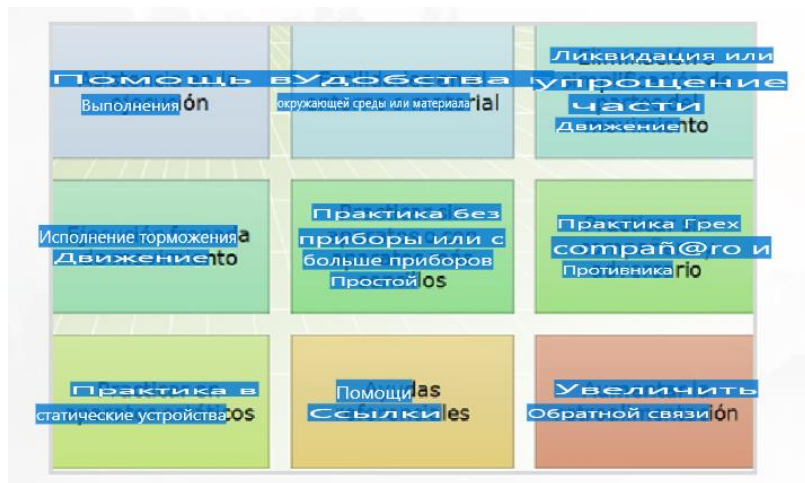 Помощь в
Выполнения
Удобства
окружающей среды или материала
Ликвидация или
упрощение
части
Движение
Исполнение торможения
Движение
Практика без
приборы или с
больше приборов
Простой
Практика Грех
compañ@ro и
Противника
Практика в
статические устройства
Помощи
Ссылки
Увеличить
Обратной связи